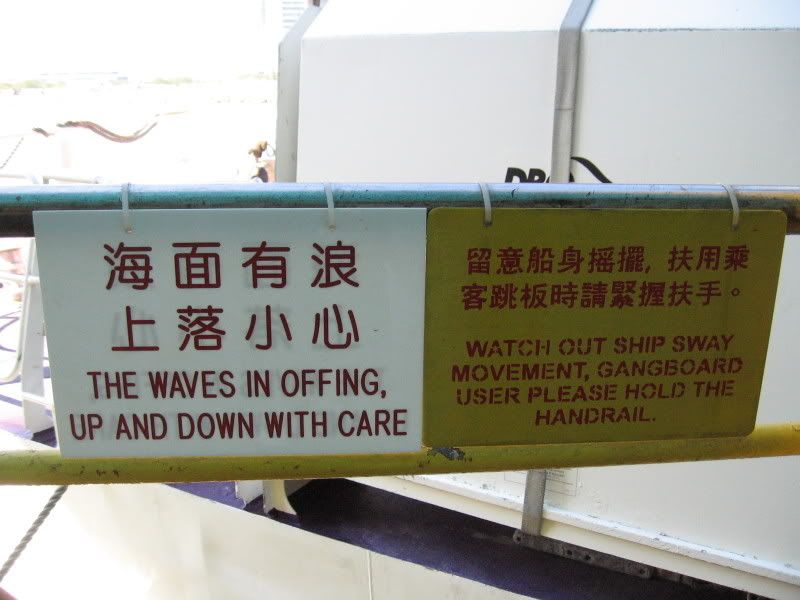 海面有浪
上落小心
THE WAVES IN OFFING,
UP AND DOWN WITH CARE
留意船身摇擺, 扶用乘
客跳板時請緊握扶手。
WATCH OUT SHIP SWAY
MOVEMENT, GANGBOARD
USER PLEASE HOLD THE
HANDRAIL.